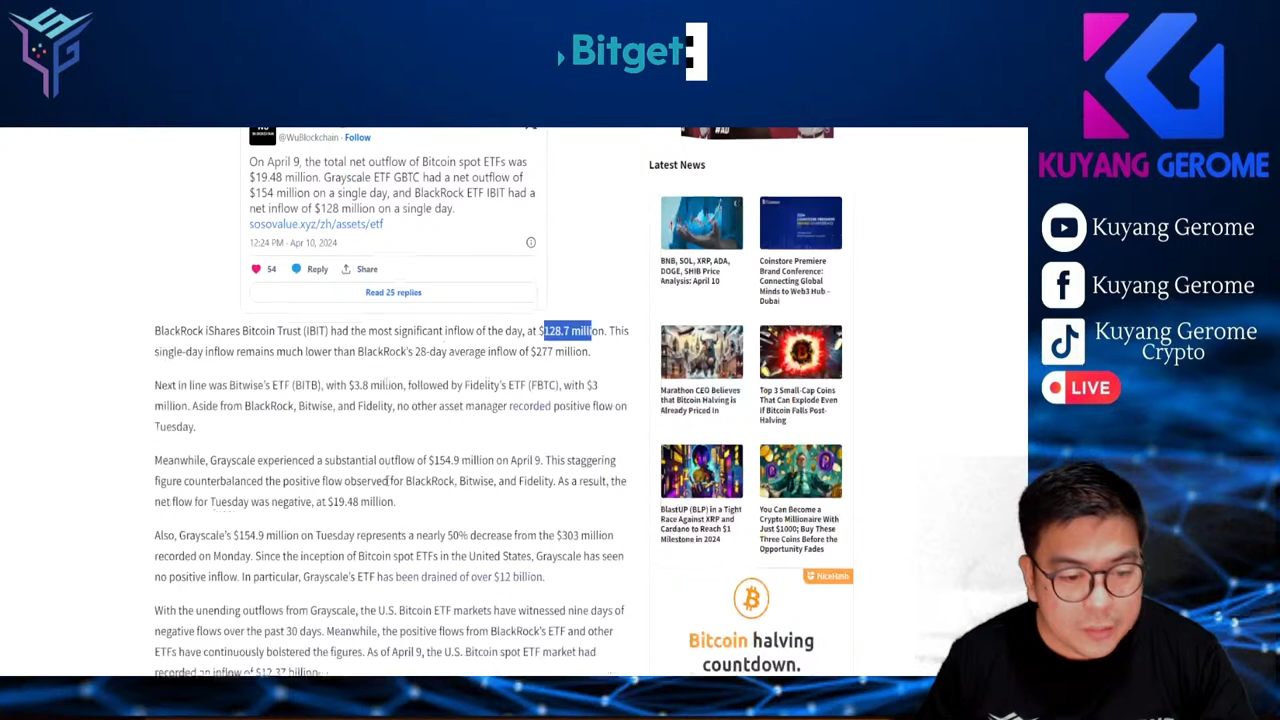 Bitget
KUYANG GEROME
Kuyang Gerome
Kuyang Gerome
Kuyang Gerome
Crypto
LIVE
@WuBlockchain · Follow
On April 9, the total net outflow of Bitcoin spot ETFs was
$19.48 million. Grayscale ETF GBTC had a net outflow of
$154 million on a single day, and BlackRock ETF IBIT had a
net inflow of $128 million on a single day.
sosovalue.xyz/zh/assets/etf
12:24 PM · Apr 10, 2024
54 Reply Share
Read 25 replies
BlackRock iShares Bitcoin Trust (IBIT) had the most significant inflow of the day, at $128.7 million. This
single-day inflow remains much lower than BlackRock's 28-day average inflow of $277 million.
Next in line was Bitwise's ETF (BITB), with $3.8 million, followed by Fidelity's ETF (FBTC), with $3
million. Aside from BlackRock, Bitwise, and Fidelity, no other asset manager recorded positive flow on
Tuesday.
Meanwhile, Grayscale experienced a substantial outflow of $154.9 million on April 9. This staggering
figure counterbalanced the positive flow observed for BlackRock, Bitwise, and Fidelity. As a result, the
net flow for Tuesday was negative, at $19.48 million.
Also, Grayscale's $154.9 million on Tuesday represents a nearly 50% decrease from the $303 million
recorded on Monday. Since the inception of Bitcoin spot ETFs in the United States, Grayscale has seen
no positive inflow. In particular, Grayscale's ETF has been drained of over $12 billion.
With the unending outflows from Grayscale, the U.S. Bitcoin ETF markets have witnessed nine days of
negative flows over the past 30 days. Meanwhile, the positive flows from BlackRock's ETF and other
ETFs have continuously bolstered the figures. As of April 9, the U.S. Bitcoin spot ETF market had
recorded an inflow of $12.37 billion.
#AD
Latest News
BNB, SOL, XRP, ADA,
DOGE, SHIB Price
Analysis: April 10
Coinstore Premiere
Brand Conference:
Connecting Global
Minds to Web3 Hub -
Dubai
Marathon CEO Believes
that Bitcoin Halving is
Already Priced In
Top 3 Small-Cap Coins
That Can Explode Even
If Bitcoin Falls Post-
Halving
BlastUP (BLP) in a Tight
Race Against XRP and
Cardano to Reach $1
Milestone in 2024
You Can Become a
Crypto Millionaire With
Just $1000; Buy These
Three Coins Before the
Opportunity Fades
NiceHash
Bitcoin halving
countdown.